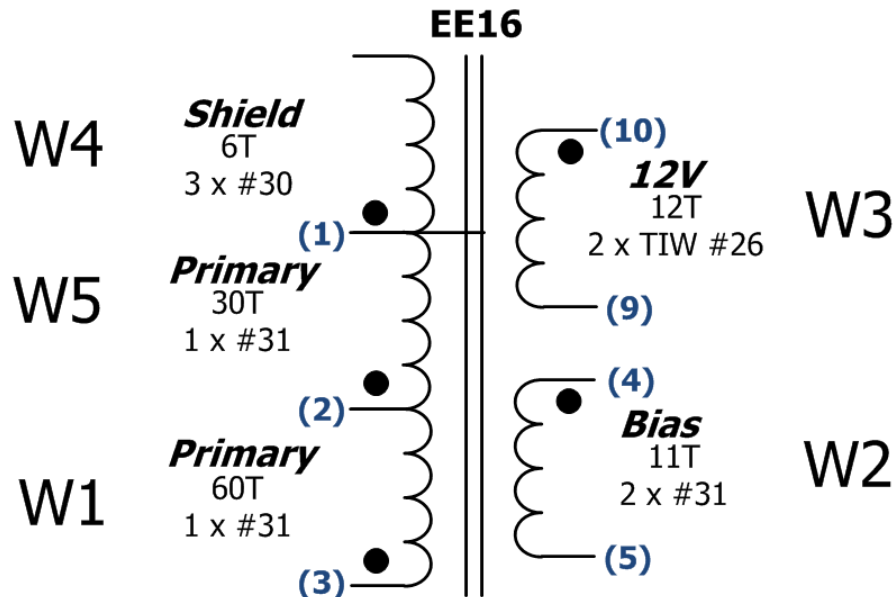 EE16
W4
Shield
6T
3 x #30
(1)
W5
Primary
30T
1 x #31
(2)
W1
Primary
60T
1 x #31
(3)
(10)
12V
12T
2 x TIW #26
W3
(9)
(4)
Bias
11T
2 x #31
W2
(5)